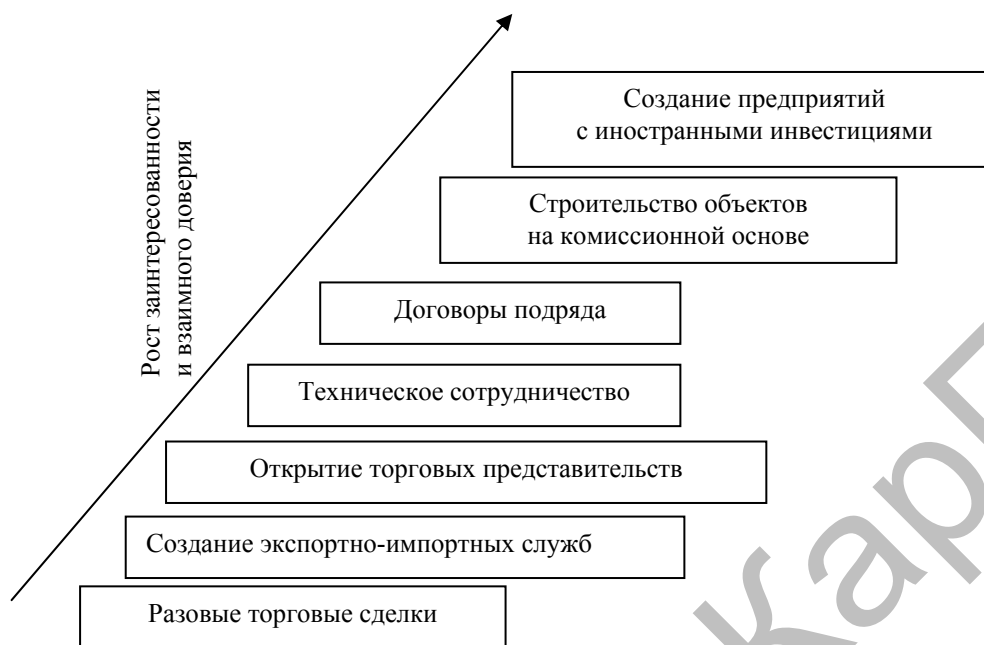 Рост заинтересованности
и взаимного доверия
Создание предприятий
с иностранными инвестициями
Строительство объектов
на комиссионной основе
Договоры подряда
Техническое сотрудничество
Открытие торговых представительств
Создание экспортно-импортных служб
Разовые торговые сделки